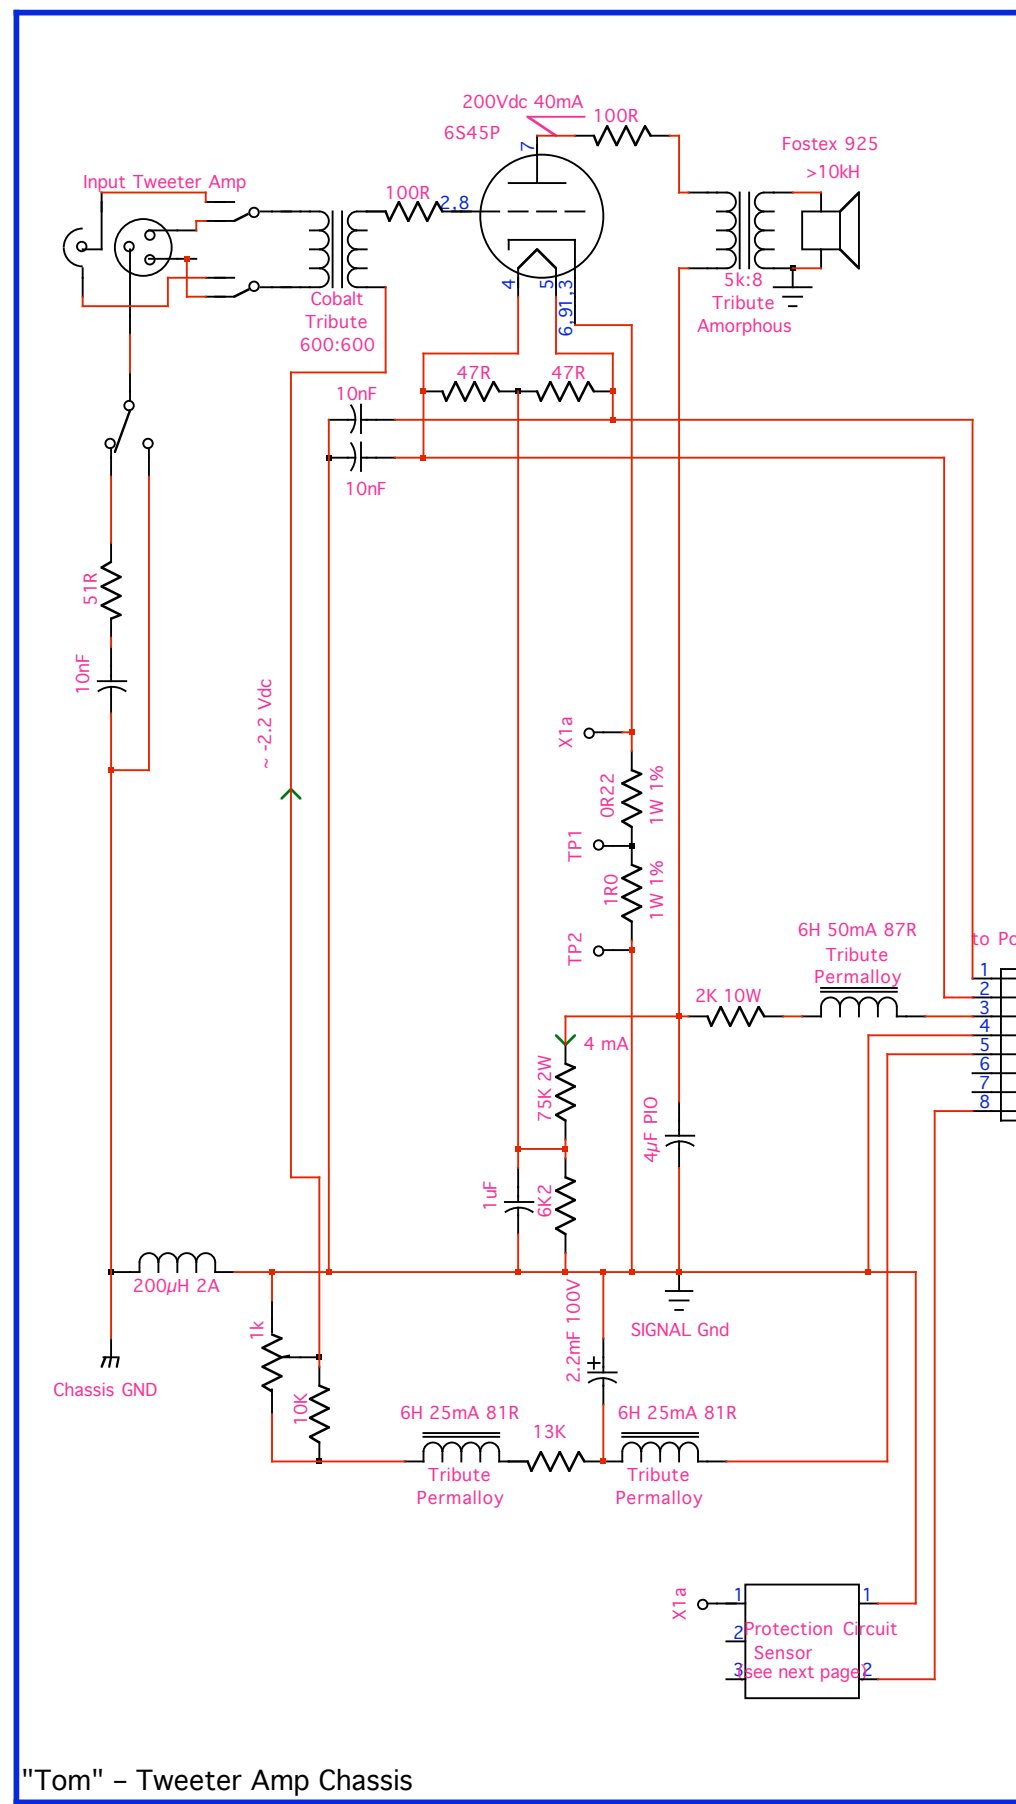 200Vdc 40mA
100R
6S45P
7
Fostex 925
>10kH
Input Tweeter Amp
100R
2,8
4
5
6,91,3
5k:8
Tribute
Amorphous
Cobalt
Tribute
600:600
47R
47R
10nF
10nF
51R
10nF
~ -2.2 Vdc
X1a
0R22
1W 1%
TP1
1R0
1W 1%
TP2
6H 50mA 87R
Tribute
Permalloy
to Po
1
2
3
4
5
6
7
8
2K 10W
4 mA
75K 2W
4µF PIO
1uF
6K2
200µH 2A
SIGNAL Gnd
2.2mF 100V
+
1k
10K
Chassis GND
6H 25mA 81R
Tribute
Permalloy
13K
6H 25mA 81R
Tribute
Permalloy
X1a
1
2
3
1
2
Protection Circuit
Sensor
(see next page)
"Tom" – Tweeter Amp Chassis